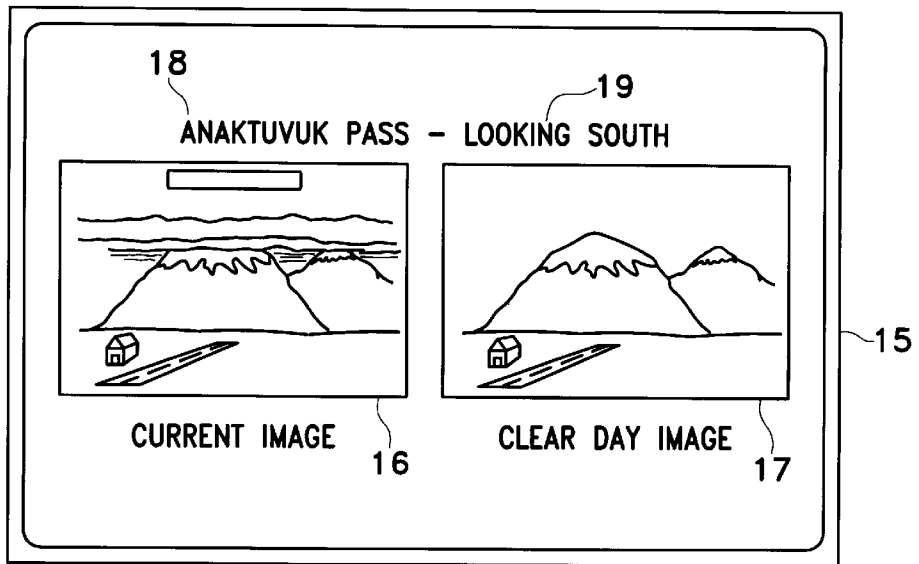 18
19
ANAKTUVUK PASS – LOOKING SOUTH
15
CURRENT IMAGE
CLEAR DAY IMAGE
16
17